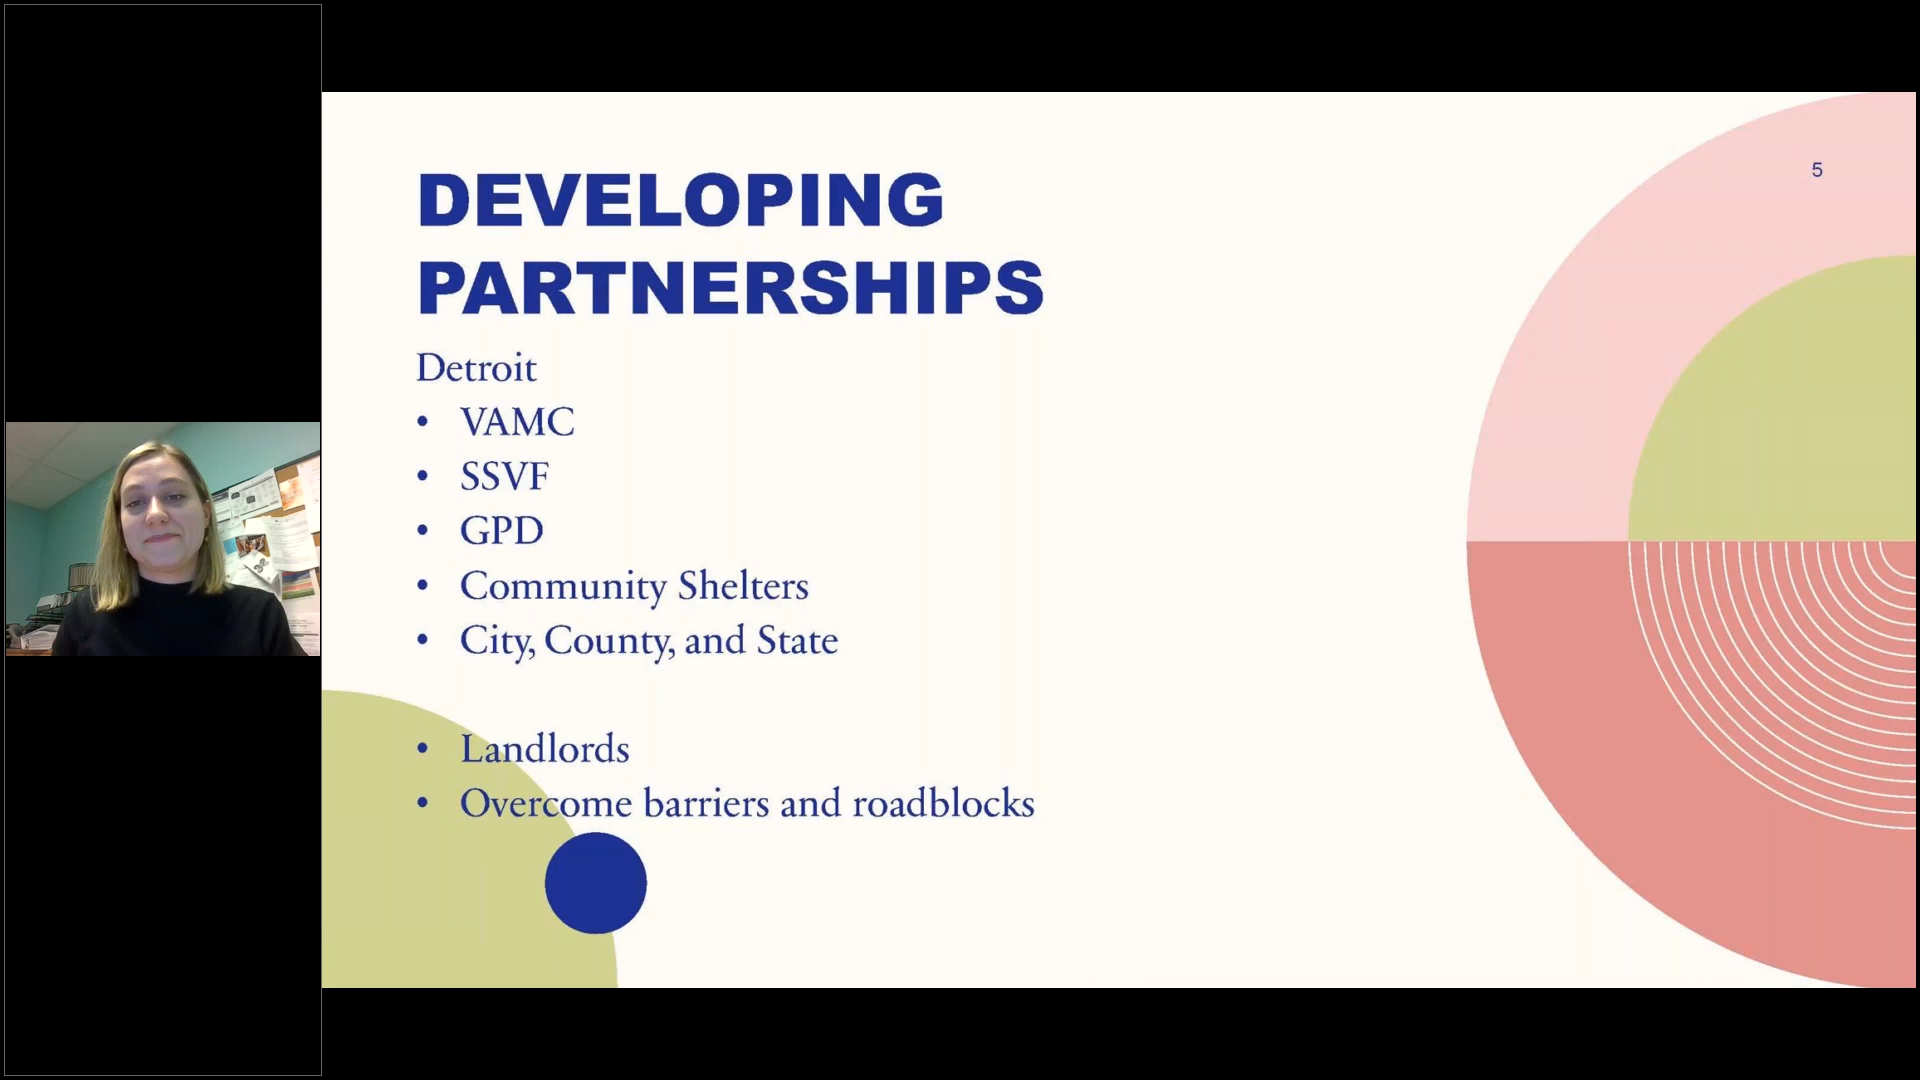 5
DEVELOPING
PARTNERSHIPS
Detroit
• VAMC
• SSVF
• GPD
• Community Shelters
• City, County, and State
• Landlords
• Overcome barriers and roadblocks